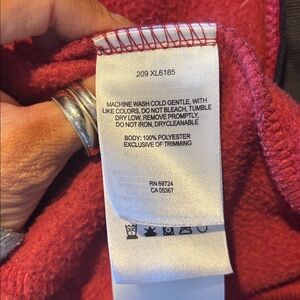 209 XL6185
MACHINE WASH COLD GENTLE, WITH
LIKE COLORS, DO NOT BLEACH, TUMBLE
DRY LOW, REMOVE PROMPTLY,
DO NOT IRON, DRYCLEANABLE
BODY: 100% POLYESTER
EXCLUSIVE OF TRIMMING
RN 69724
CA 05367